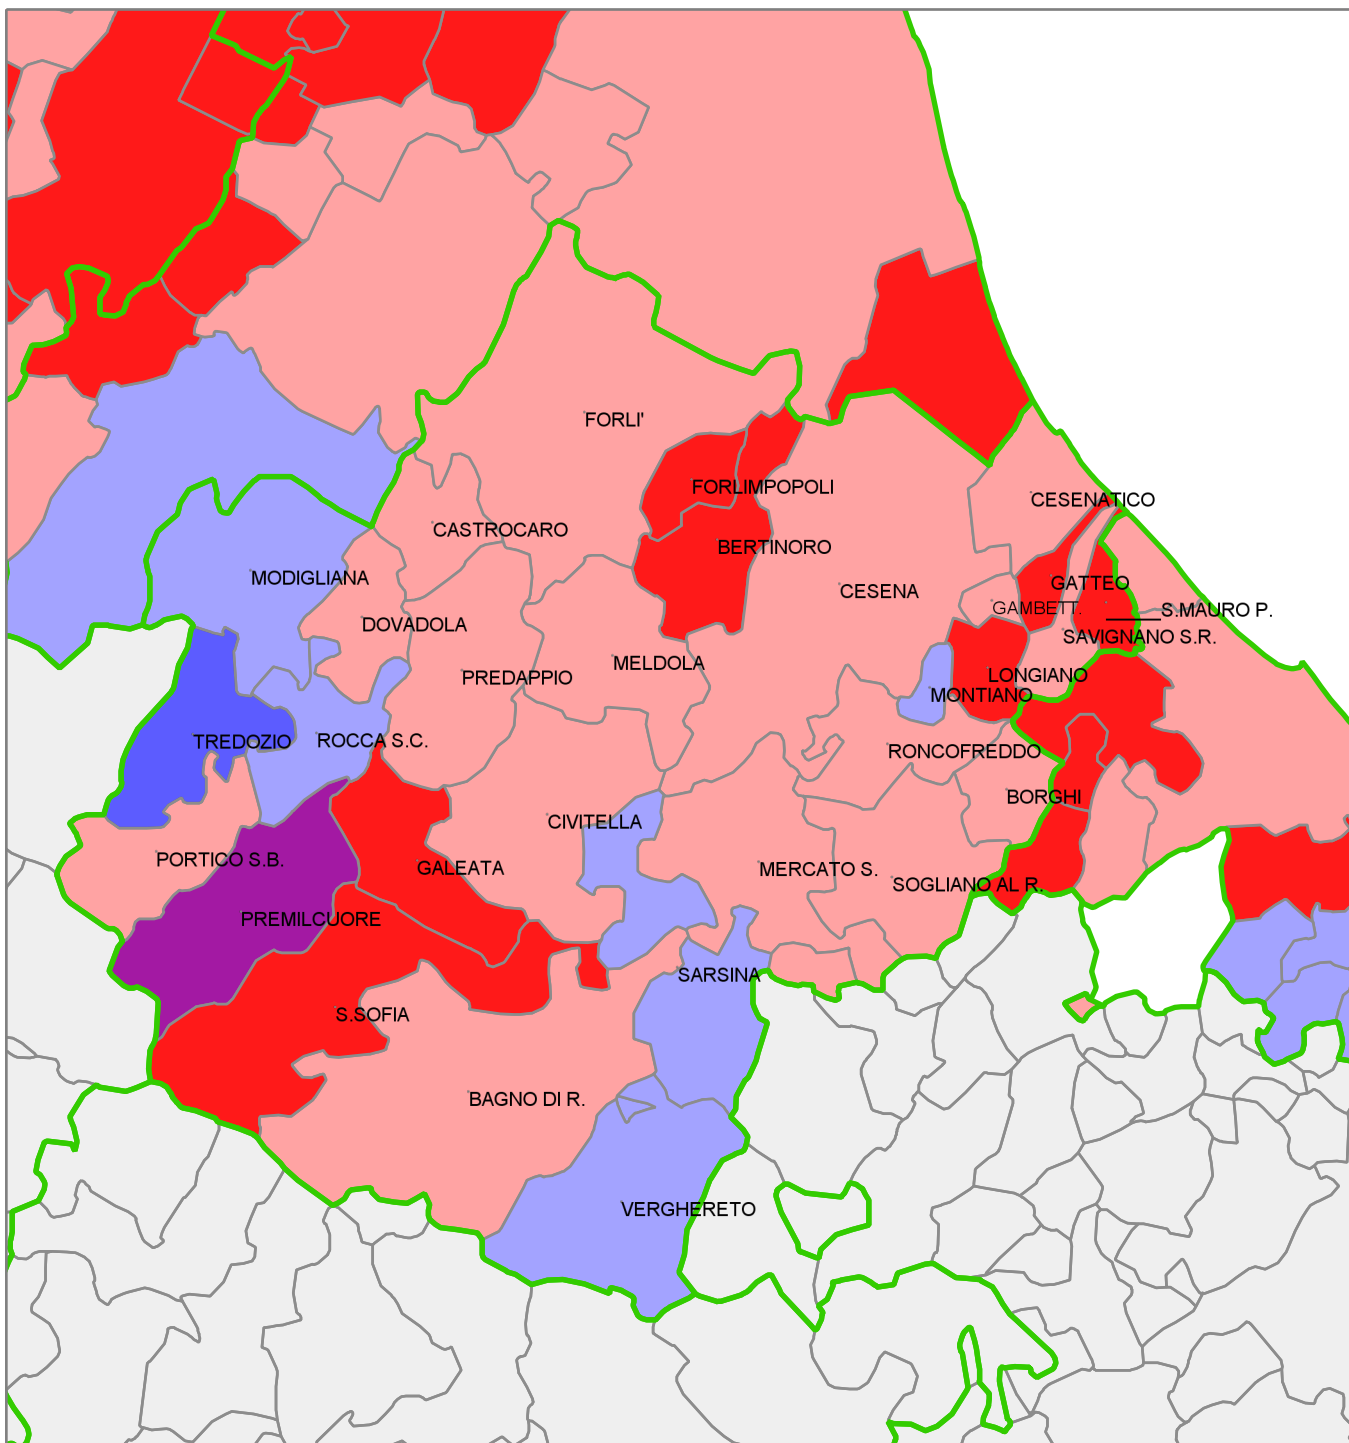 FORLI'
FORLIMPOPOLI
CESENATICO
CASTROCARO
BERTINORO
MODIGLIANA
GATTEO
CESENA
GAMBETT.
S.MAURO P.
DOVADOLA
SAVIGNANO S.R.
MELDOLA
PREDAPPIO
LONGIANO
MONTIANO
TREDOZIO
ROCCA S.C.
RONCOFREDDO
BORGHI
CIVITELLA
PORTICO S.B.
GALEATA
MERCATO S.
SOGLIANO AL R.
PREMILCUORE
SARSINA
S.SOFIA
BAGNO DI R.
VERGHERETO